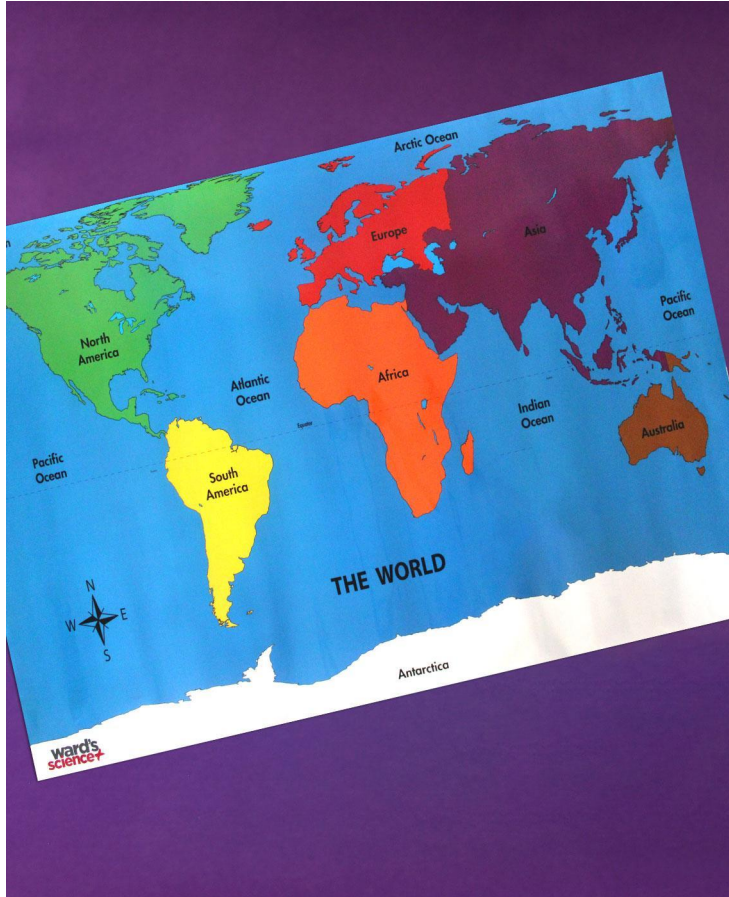 Arctic Ocean
n
Europe
Asia
Pacific
Ocean
North
America
Atlantic
Ocean
Africa
Indian
Ocean
Equator
Australia
Pacific
Ocean
South
America
THE WORLD
N
W
E
S
Antarctica
ward's
science+